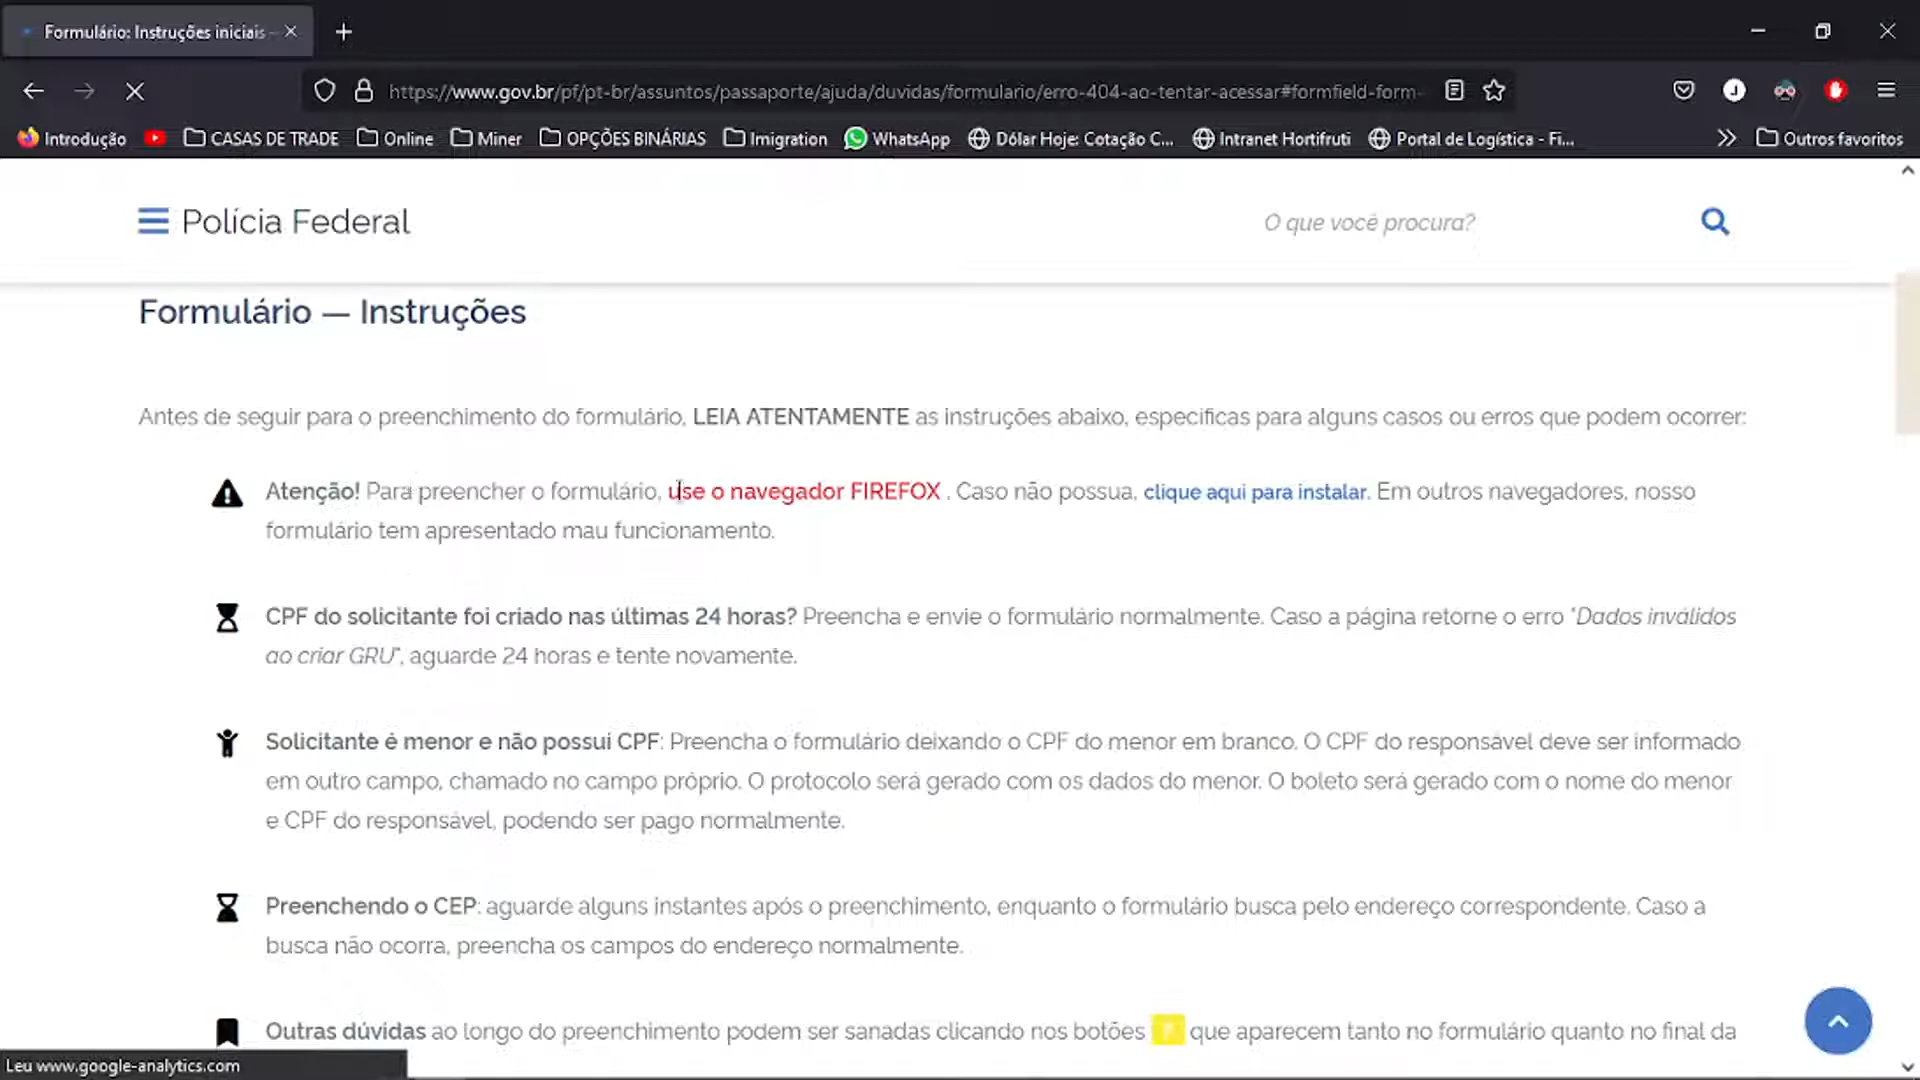 Formulário: Instruções iniciais –
https://www.gov.br/pf/pt-br/assuntos/passaporte/ajuda/duvidas/formulario/erro-404-ao-tentar-acessar#formfield-form-
J
Introdução CASAS DE TRADE Online Miner OPÇÕES BINÁRIAS Imigration WhatsApp Dólar Hoje: Cotação C... Intranet Hortifruti Portal de Logística - Fi... Outros favoritos
Polícia Federal O que você procura?
Formulário — Instruções
Antes de seguir para o preenchimento do formulário, LEIA ATENTAMENTE as instruções abaixo, específicas para alguns casos ou erros que podem ocorrer:
Atenção! Para preencher o formulário, use o navegador FIREFOX . Caso não possua, clique aqui para instalar. Em outros navegadores, nosso
formulário tem apresentado mau funcionamento.
CPF do solicitante foi criado nas últimas 24 horas? Preencha e envie o formulário normalmente. Caso a página retorne o erro "Dados inválidos
ao criar GRU", aguarde 24 horas e tente novamente.
Solicitante é menor e não possui CPF: Preencha o formulário deixando o CPF do menor em branco. O CPF do responsável deve ser informado
em outro campo, chamado no campo próprio. O protocolo será gerado com os dados do menor. O boleto será gerado com o nome do menor
e CPF do responsável, podendo ser pago normalmente.
Preenchendo o CEP: aguarde alguns instantes após o preenchimento, enquanto o formulário busca pelo endereço correspondente. Caso a
busca não ocorra, preencha os campos do endereço normalmente.
Outras dúvidas ao longo do preenchimento podem ser sanadas clicando nos botões ? que aparecem tanto no formulário quanto no final da
Leu www.google-analytics.com